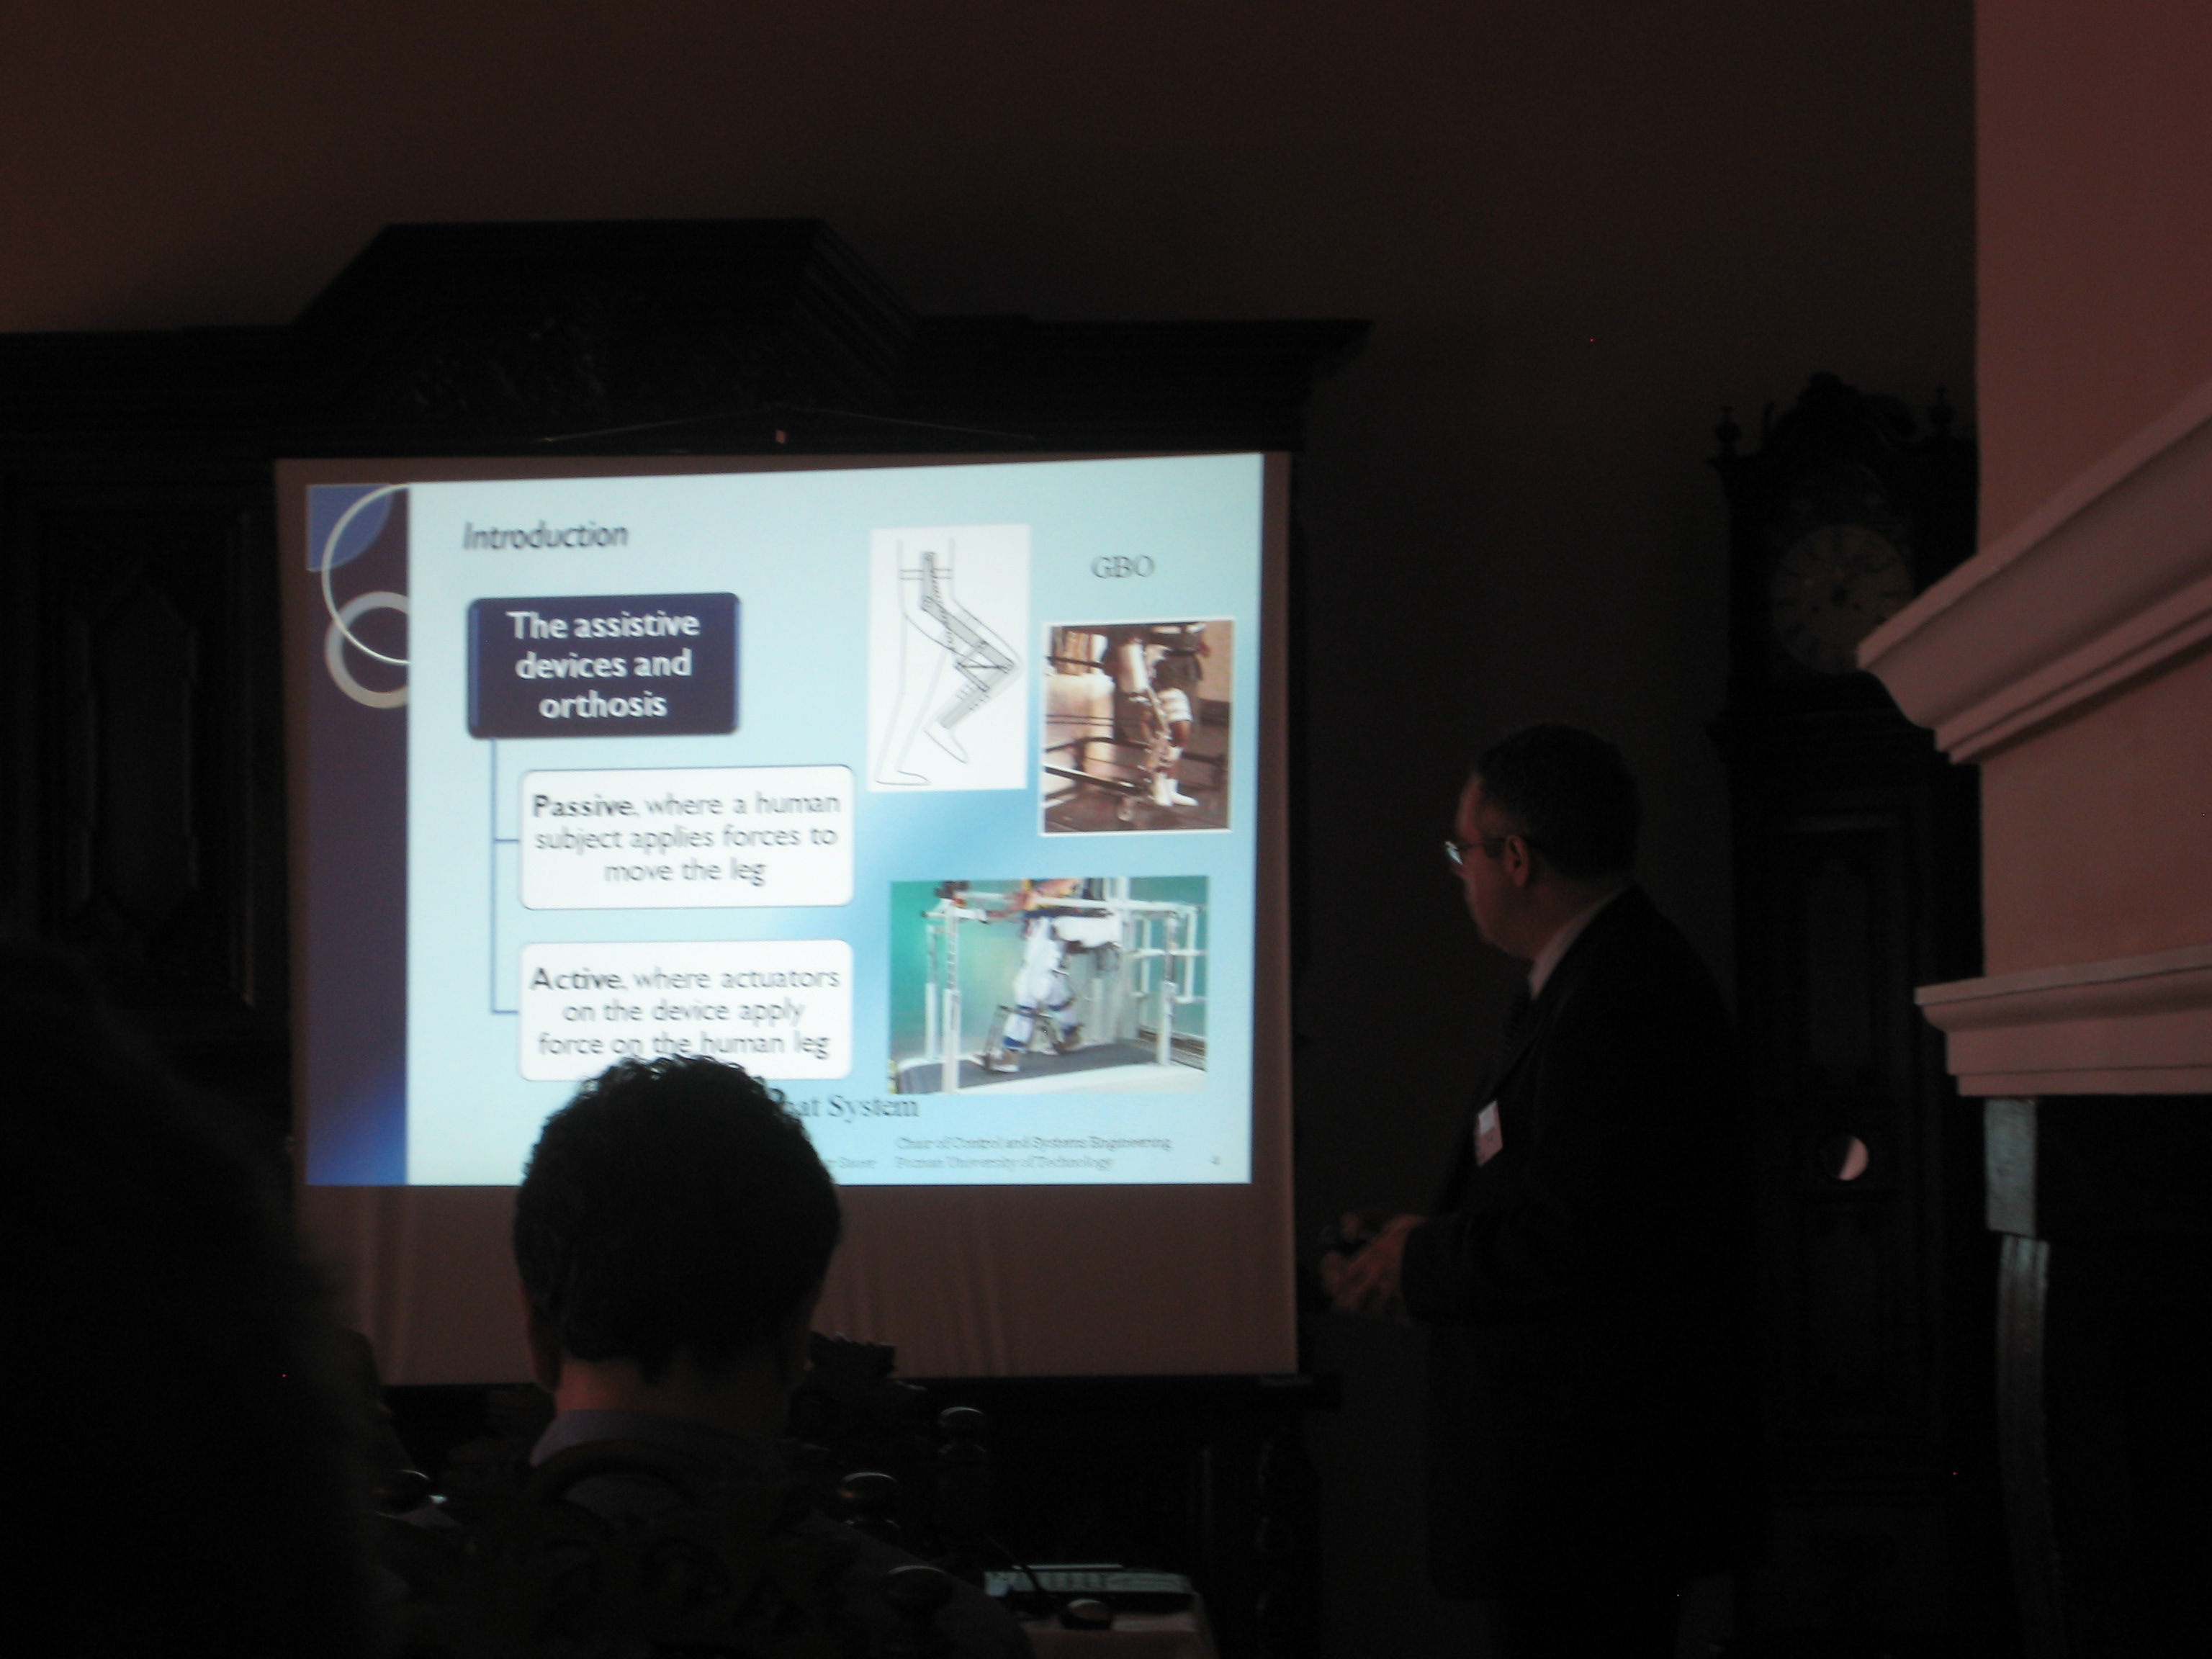 Introduction
GBO
The assistive
devices and
orthosis
Passive, where a human
subject applies forces to
move the leg
Active, where actuators
on the device apply
force on the human leg
System
Chair of Control and Systems Engineering
Poznan University of Technology
4